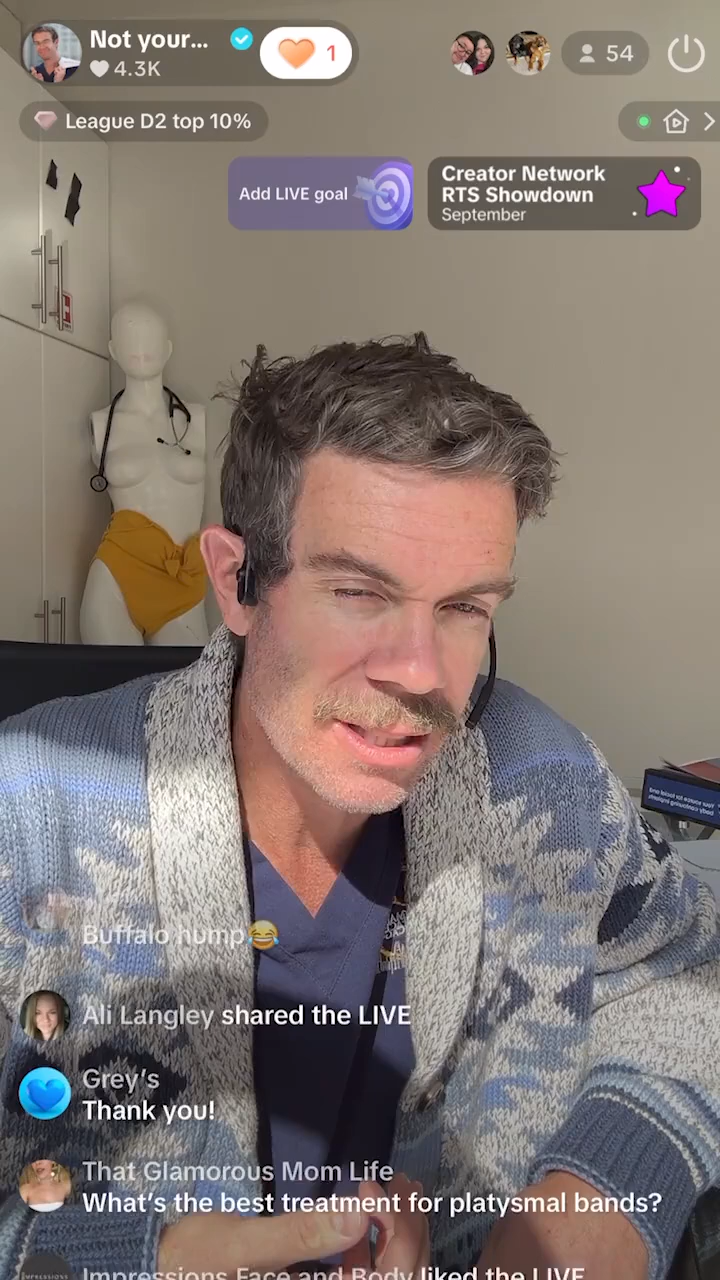 Not your...
4.3K
1
54
League D2 top 10%
Add LIVE goal
Creator Network
RTS Showdown
September
Buffalo hump😂
Ali Langley shared the LIVE
Grey's
Thank you!
That Glamorous Mom Life
What's the best treatment for platysmal bands?
Impressions Face and Body liked the LIVE
IMPRESSIONS